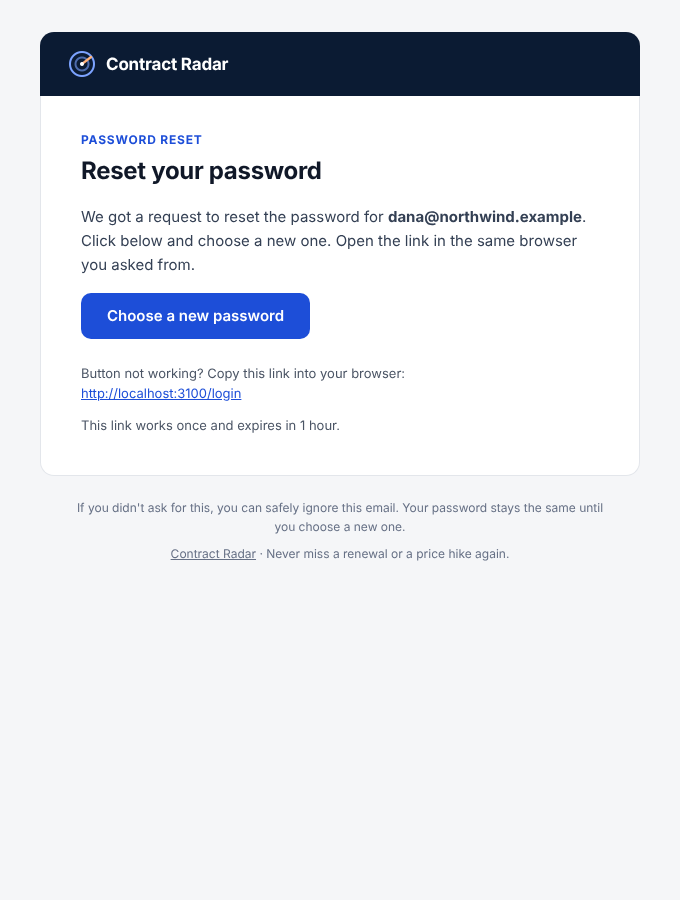 Contract Radar
PASSWORD RESET
Reset your password
We got a request to reset the password for dana@northwind.example.
Click below and choose a new one. Open the link in the same browser
you asked from.
Choose a new password
Button not working? Copy this link into your browser:
http://localhost:3100/login
This link works once and expires in 1 hour.
If you didn't ask for this, you can safely ignore this email. Your password stays the same until
you choose a new one.
Contract Radar · Never miss a renewal or a price hike again.